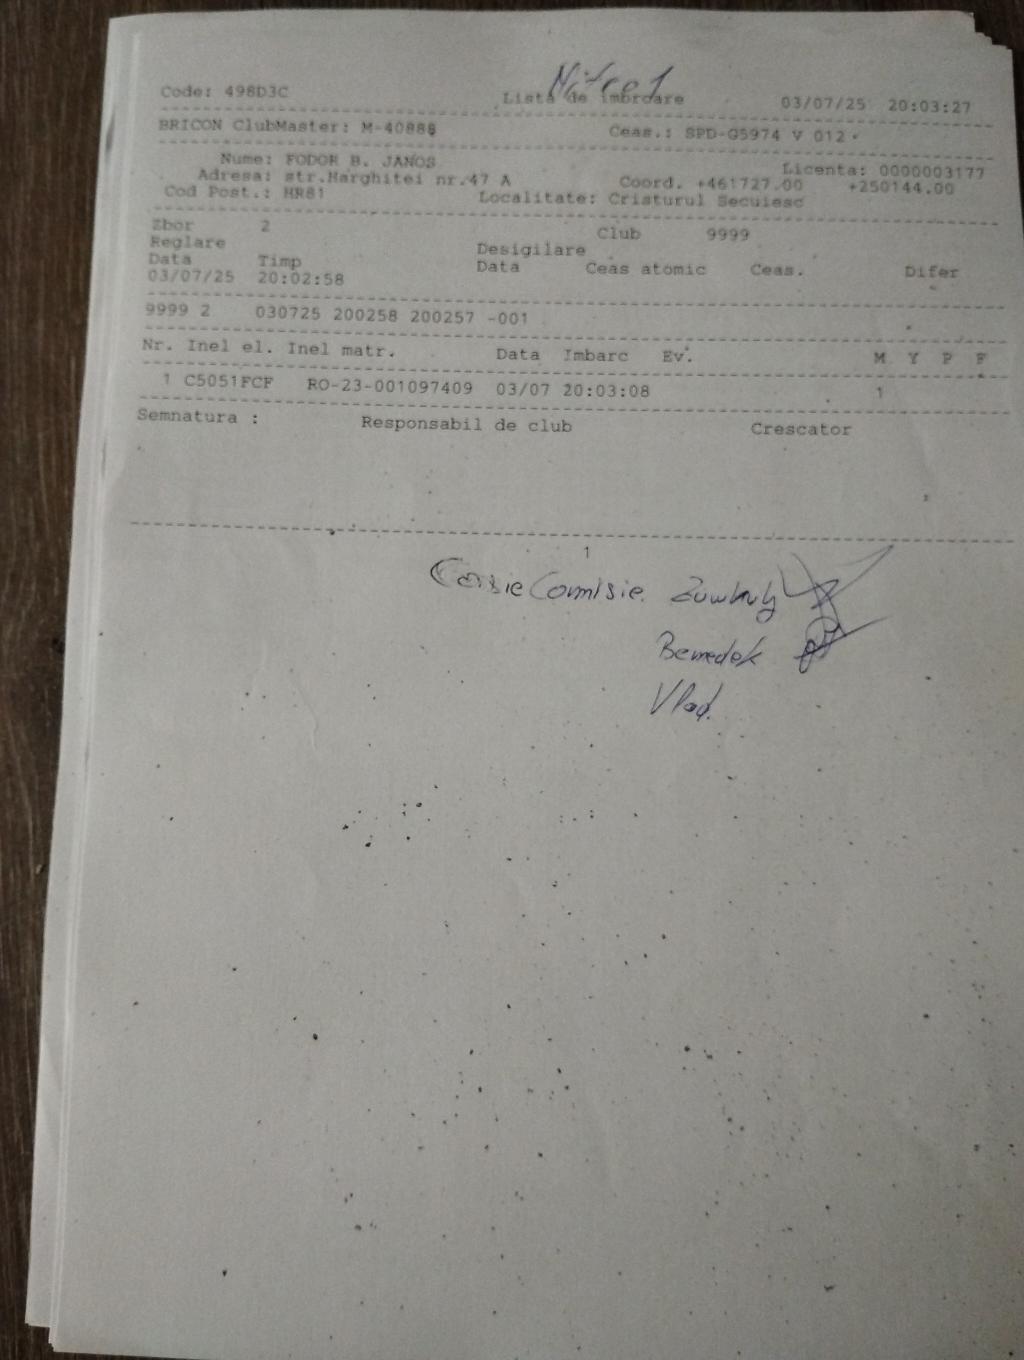 Code: 498D3C Lista de imbroare 03/07/25 20:03:27
BRICON ClubMaster: M-40888 Ceas.: SPD-G5974 V 012
Nume: FODOR B. JANOS Licenta: 0000003177
Adresa: str.Harghitei nr.47 A Coord. +461727.00 +250144.00
Cod Post.: HR81 Localitate: Cristurul Secuiesc
Zbor 2 Club 9999
Reglare Desigilare
Data Timp Data Ceas atomic Ceas. Difer
03/07/25 20:02:58
9999 2 030725 200258 200257 -001
Nr. Inel el. Inel matr. Data Imbarc Ev. M Y P F
1 C5051FCF RO-23-001097409 03/07 20:03:08 1
Semnatura : Responsabil de club Crescator
1
Comisie
Benedek
Vlad.